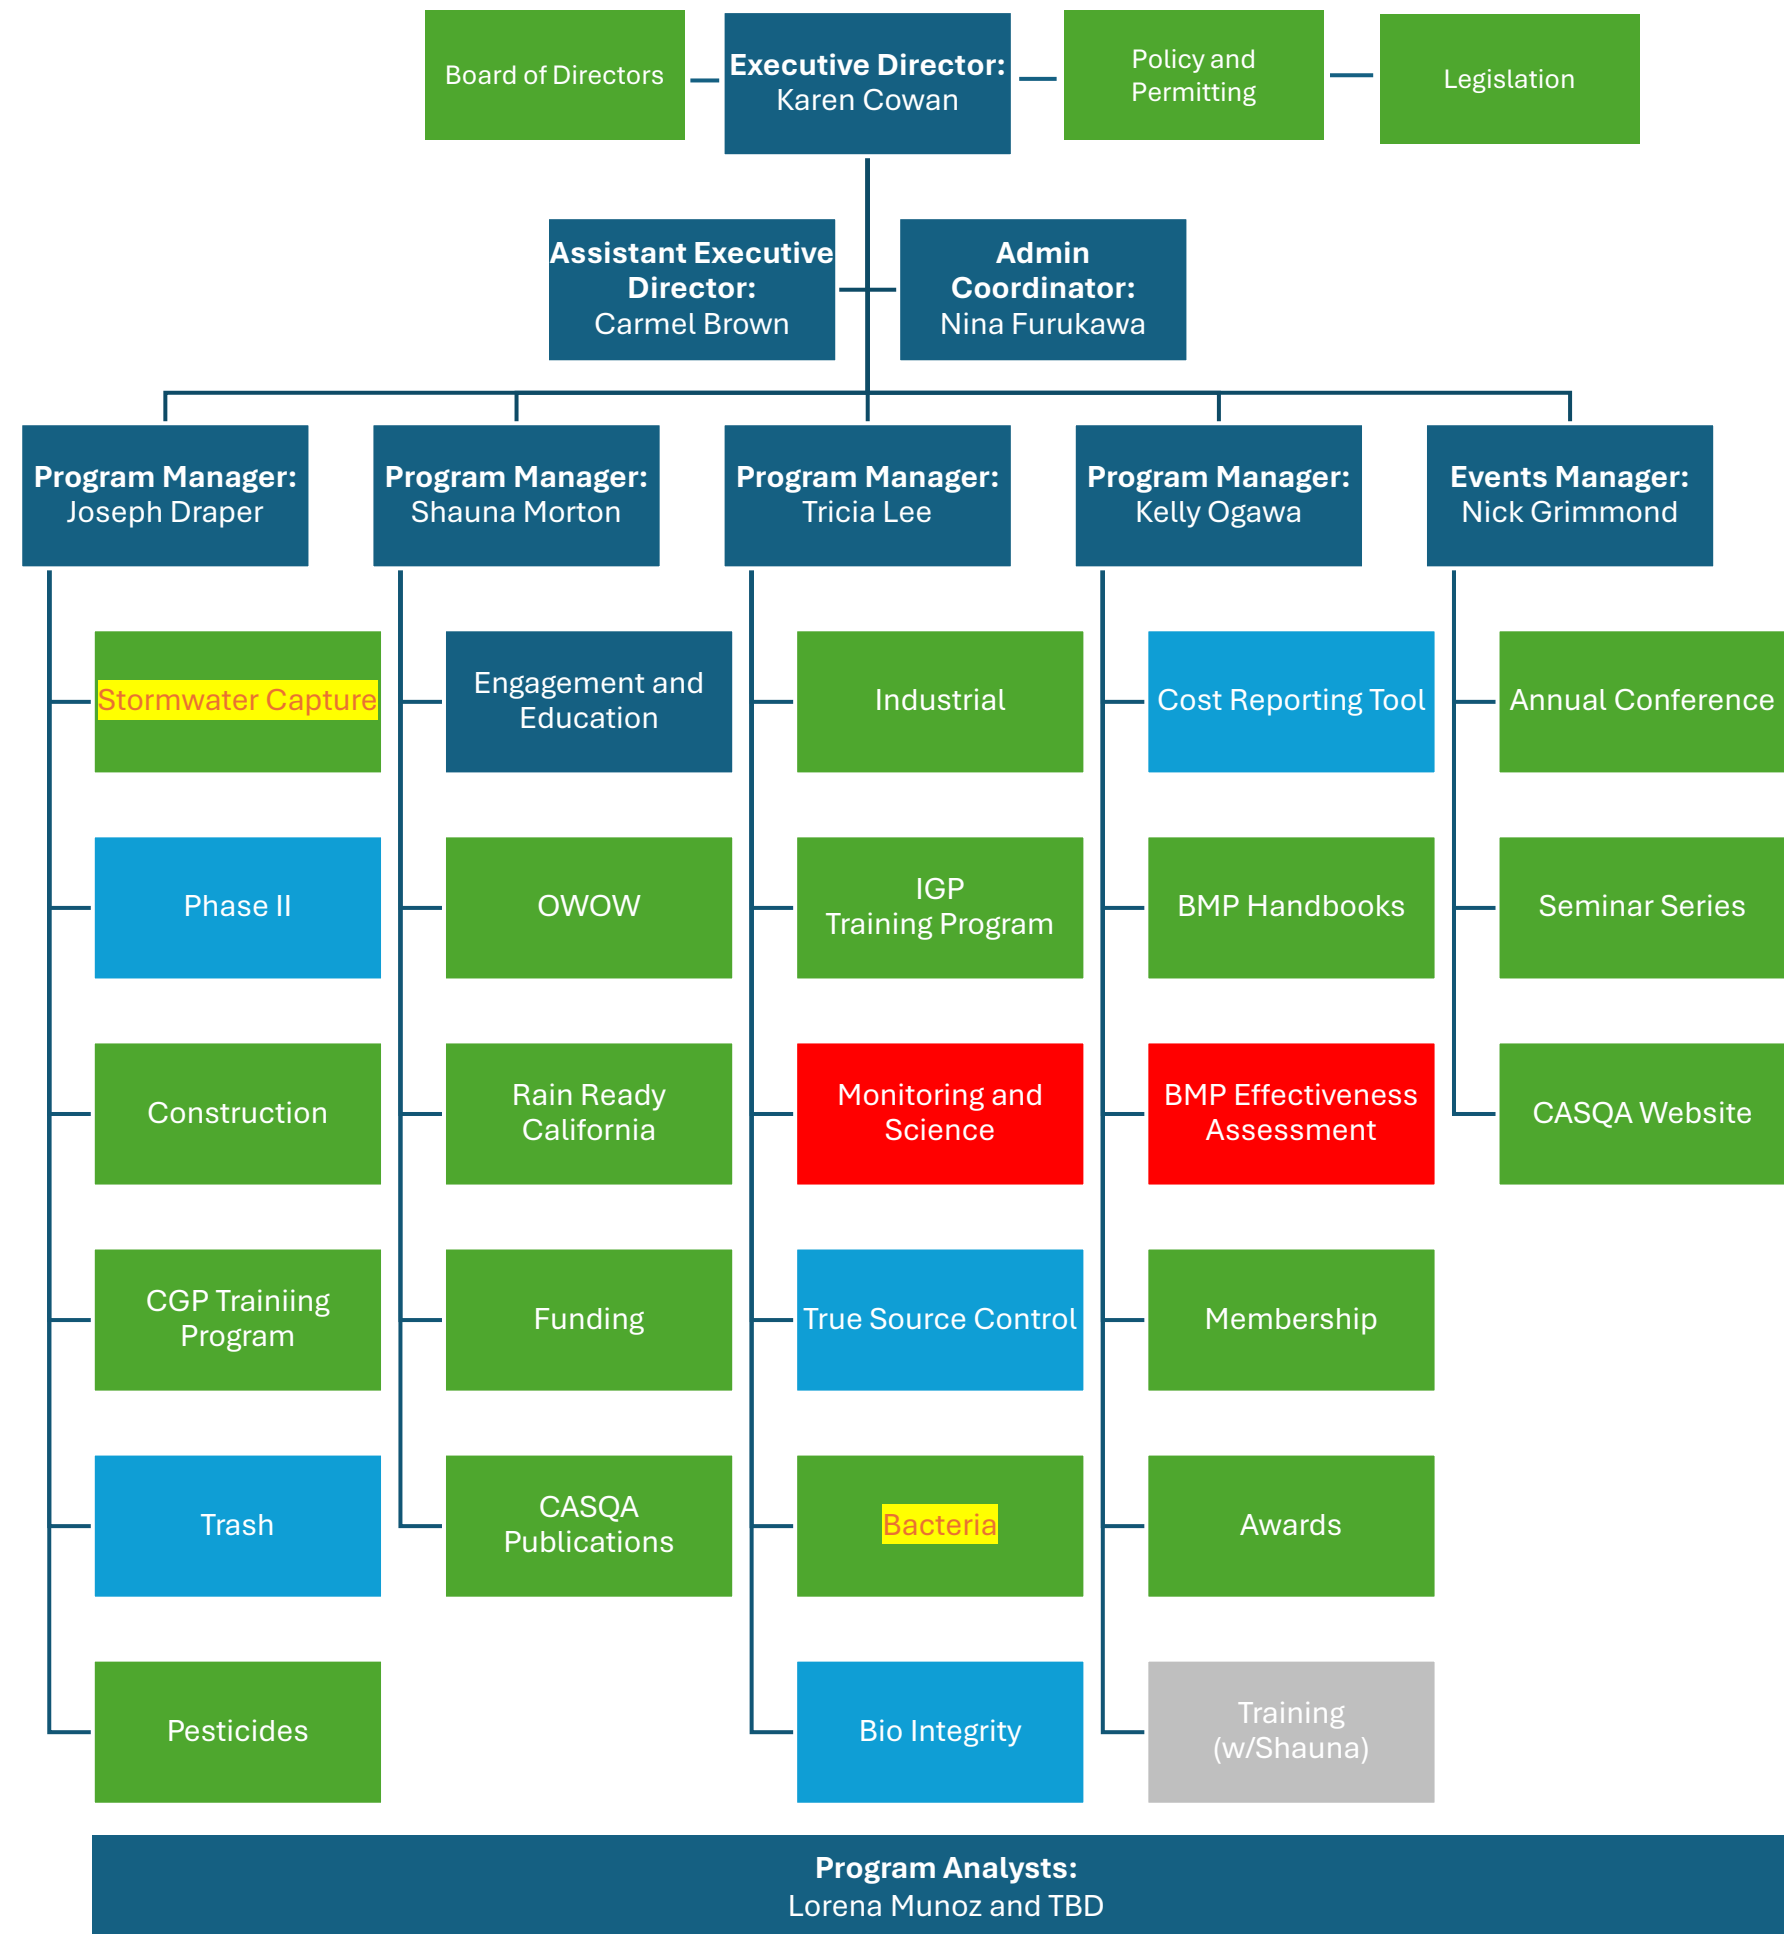 Board of Directors
Executive Director:
Karen Cowan
Policy and
Permitting
Legislation
Assistant Executive
Director:
Carmel Brown
Admin
Coordinator:
Nina Furukawa
Program Manager:
Joseph Draper
Program Manager:
Shauna Morton
Program Manager:
Tricia Lee
Program Manager:
Kelly Ogawa
Events Manager:
Nick Grimmond
Stormwater Capture
Engagement and
Education
Industrial
Cost Reporting Tool
Annual Conference
Phase II
OWOW
IGP
Training Program
BMP Handbooks
Seminar Series
Construction
Rain Ready
California
Monitoring and
Science
BMP Effectiveness
Assessment
CASQA Website
CGP Trainiing
Program
Funding
True Source Control
Membership
Trash
CASQA
Publications
Bacteria
Awards
Pesticides
Bio Integrity
Training
(w/Shauna)
Program Analysts:
Lorena Munoz and TBD